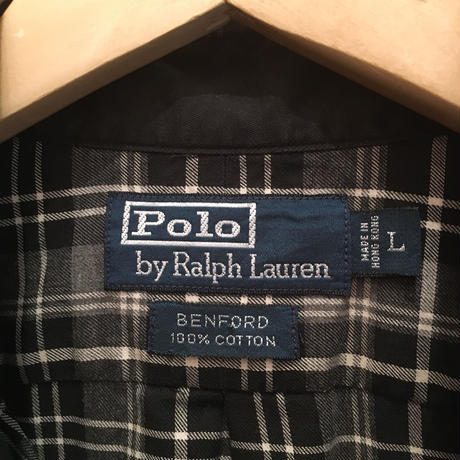 Polo
by Ralph Lauren
MADE IN
HONG KONG
L
BENFORD
100% COTTON